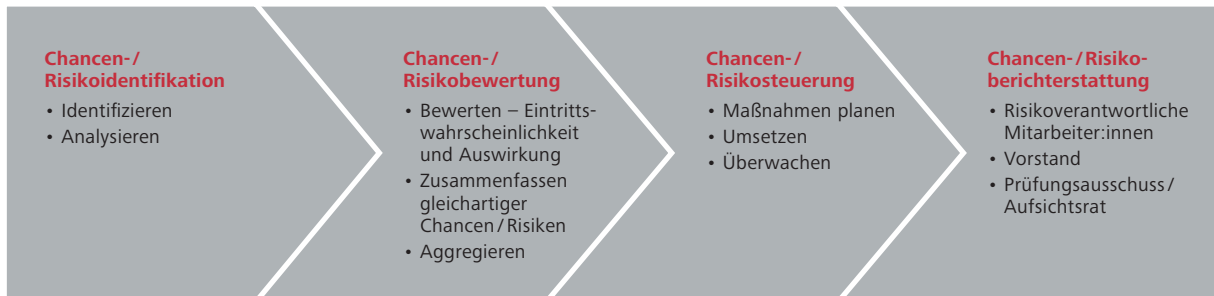 Chancen-/
Risikoidentifikation
• Identifizieren
• Analysieren
Chancen-/
Risikobewertung
• Bewerten – Eintritts-
wahrscheinlichkeit
und Auswirkung
• Zusammenfassen
gleichartiger
Chancen/Risiken
• Aggregieren
Chancen-/
Risikosteuerung
• Maßnahmen planen
• Umsetzen
• Überwachen
Chancen-/Risiko-
berichterstattung
• Risikoverantwortliche
Mitarbeiter:innen
• Vorstand
• Prüfungsausschuss/
Aufsichtsrat